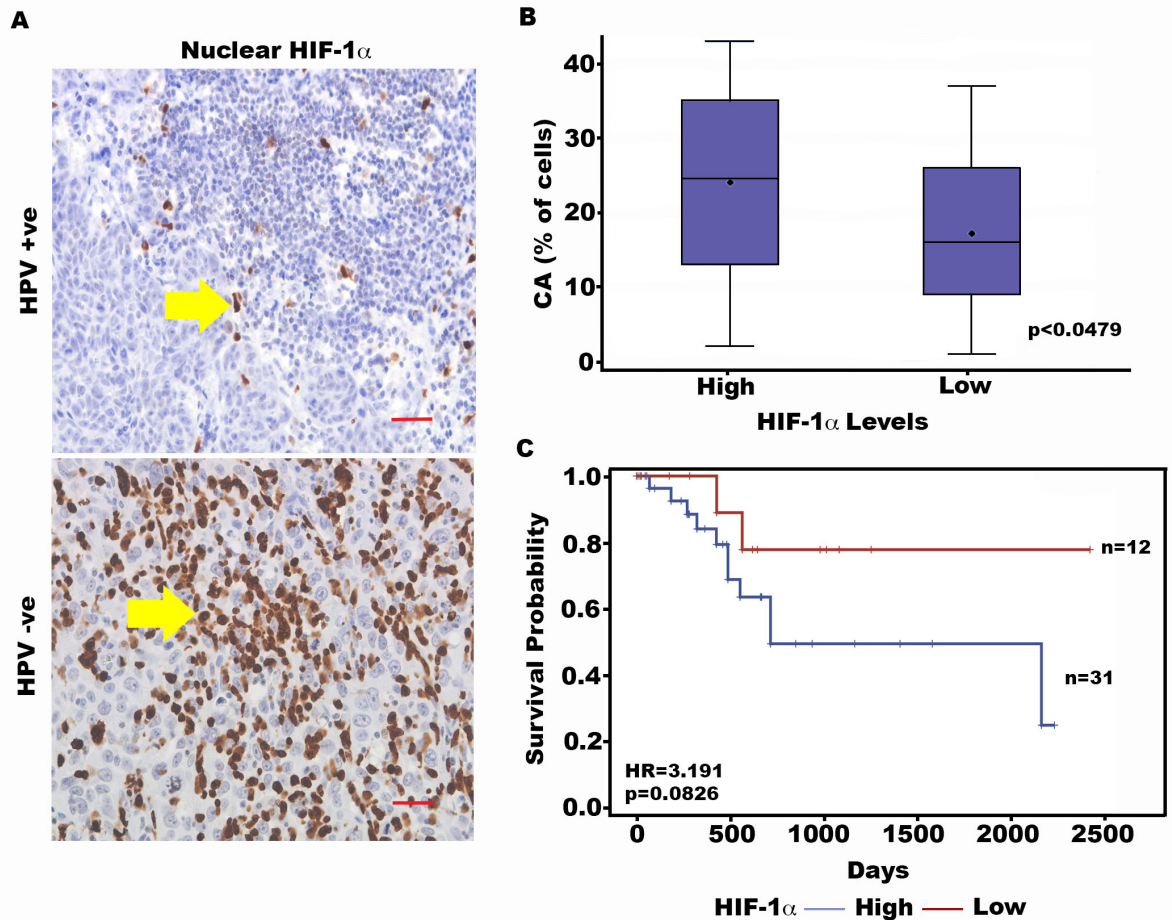 A
Nuclear HIF-1α
HPV +ve
HPV -ve
B
CA (% of cells)
40
30
20
10
0
p<0.0479
High
Low
HIF-1α Levels
C
Survival Probability
1.0
0.8
0.6
0.4
0.2
0.0
n=12
n=31
HR=3.191
p=0.0826
0
500
1000
1500
2000
2500
Days
HIF-1α High Low